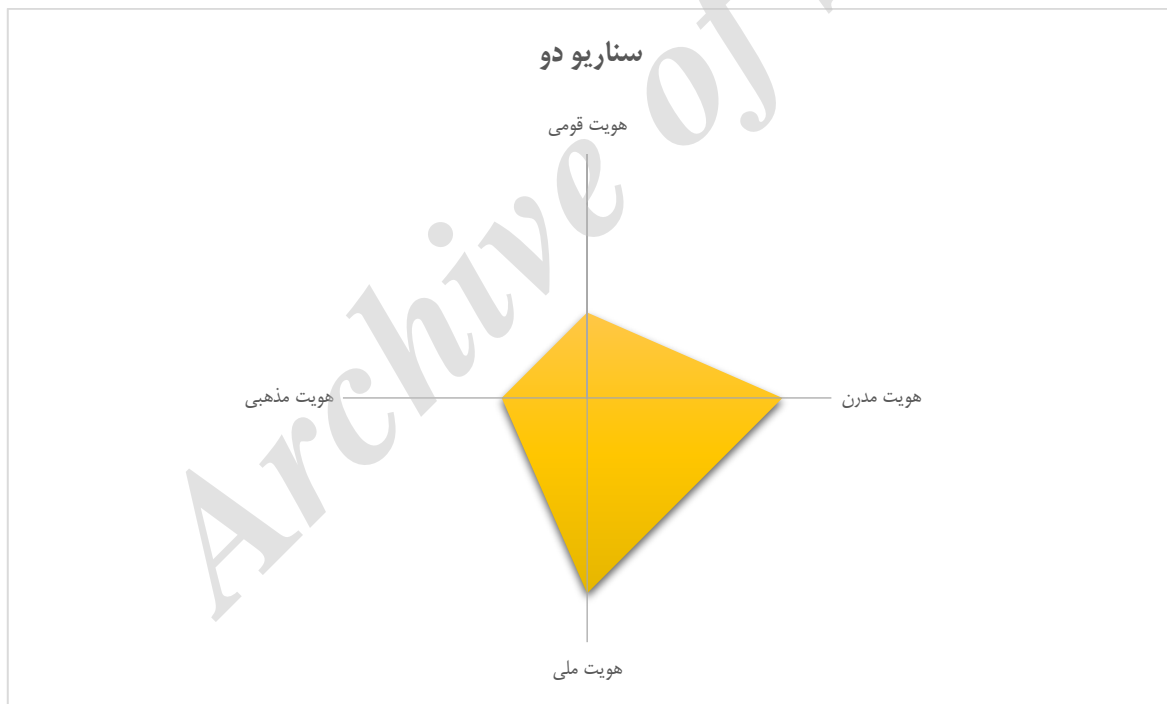 سناریو دو
هویت قومی
هویت مدرن
هویت مذهبی
هویت ملی
Archive of